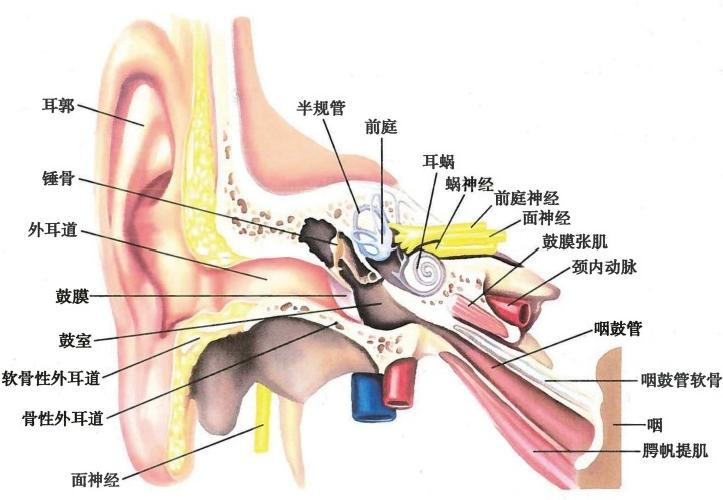 耳郭
锤骨
外耳道
鼓膜
鼓室
软骨性外耳道
骨性外耳道
面神经
半规管
前庭
耳蜗
蜗神经
前庭神经
面神经
鼓膜张肌
颈内动脉
咽鼓管
咽鼓管软骨
咽
腭帆提肌